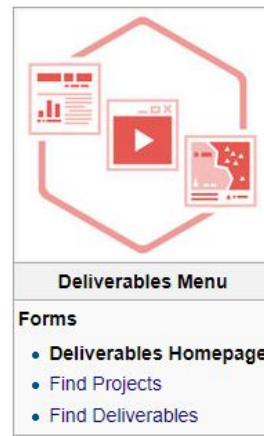 Deliverables Menu
Forms
Deliverables Homepage
Find Projects
Find Deliverables